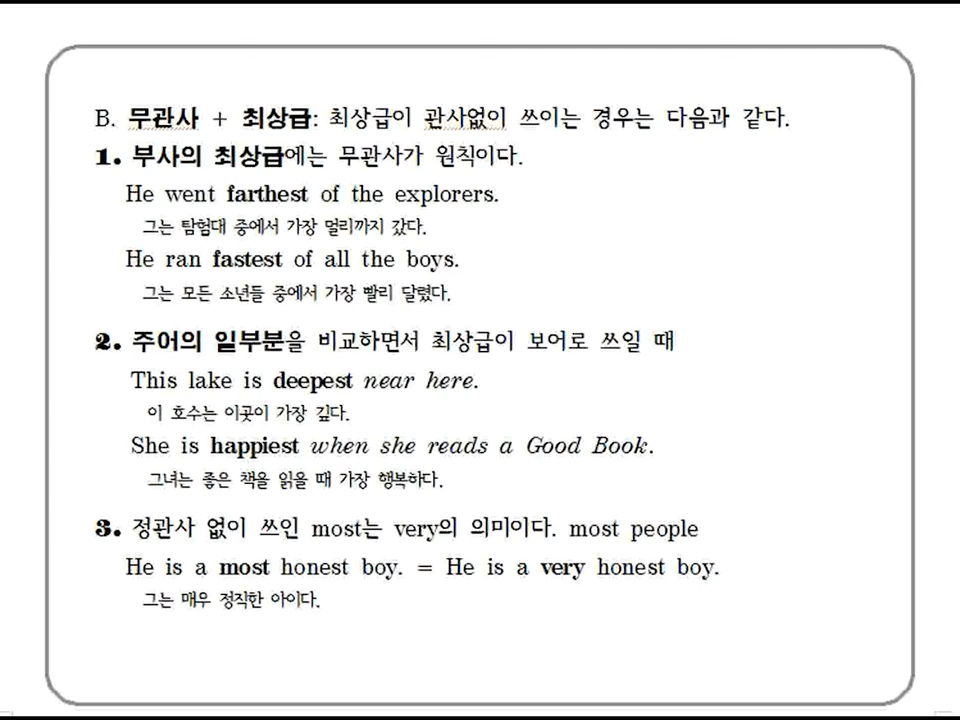 B. 무관사 + 최상급: 최상급이 관사없이 쓰이는 경우는 다음과 같다.
1. 부사의 최상급에는 무관사가 원칙이다.
He went farthest of the explorers.
그는 탐험대 중에서 가장 멀리까지 갔다.
He ran fastest of all the boys.
그는 모든 소년들 중에서 가장 빨리 달렸다.
2. 주어의 일부분을 비교하면서 최상급이 보어로 쓰일 때
This lake is deepest near here.
이 호수는 이곳이 가장 깊다.
She is happiest when she reads a Good Book.
그녀는 좋은 책을 읽을 때 가장 행복하다.
3. 정관사 없이 쓰인 most는 very의 의미이다. most people
He is a most honest boy. = He is a very honest boy.
그는 매우 정직한 아이다.